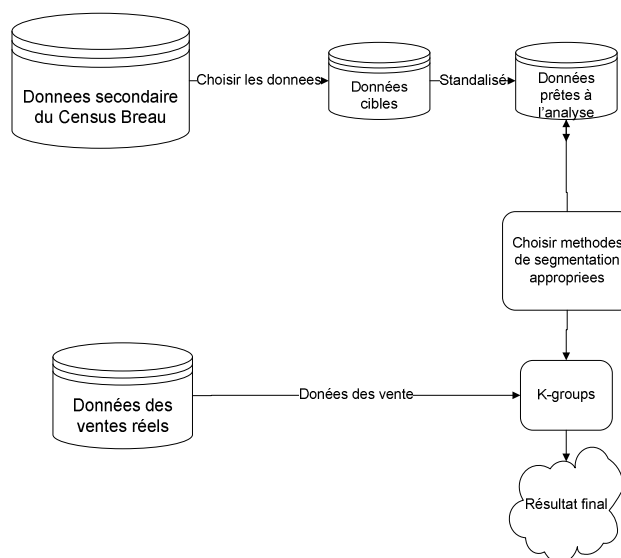 Donnees secondaire
du Census Breau
Choisir les donnees
Données
cibles
Standalisé
Données
prêtes à
l'analyse
Choisir methodes
de segmentation
appropriees
Données des
ventes réels
Donées des vente
K-groups
Résultat final